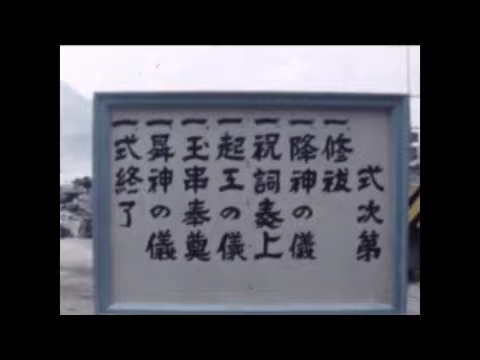 式次第
一修祓
一降神の儀
一祝詞奏上
一起工の儀
一玉串奉奠
一昇神の儀
一式終了